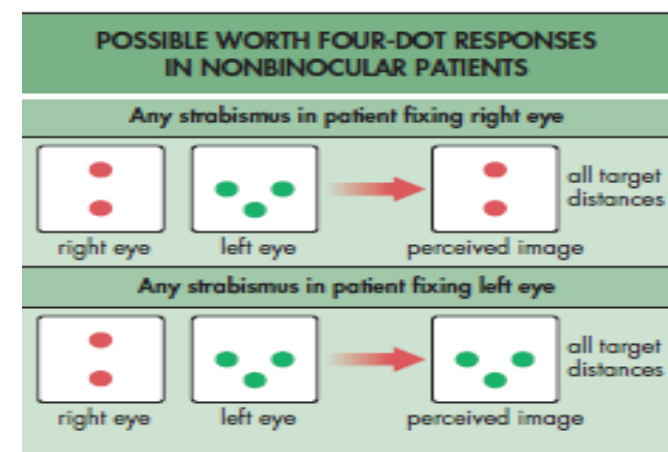 POSSIBLE WORTH FOUR-DOT RESPONSES
IN NONBINOCULAR PATIENTS
Any strabismus in patient fixing right eye
all target
distances
right eye left eye perceived image
Any strabismus in patient fixing left eye
all target
distances
right eye left eye perceived image